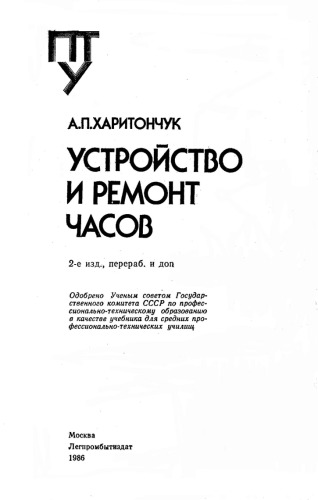 ПТУ
А.П.ХАРИТОНЧУК
УСТРОЙСТВО
И РЕМОНТ
ЧАСОВ
2-е изд., перераб. и доп
Одобрено Ученым советом Государ-
ственного комитета СССР по профес-
сионально-техническому образованию
в качестве учебника для средних про-
фессионально-технических училищ
Москва
Легпромбытиздат
1986